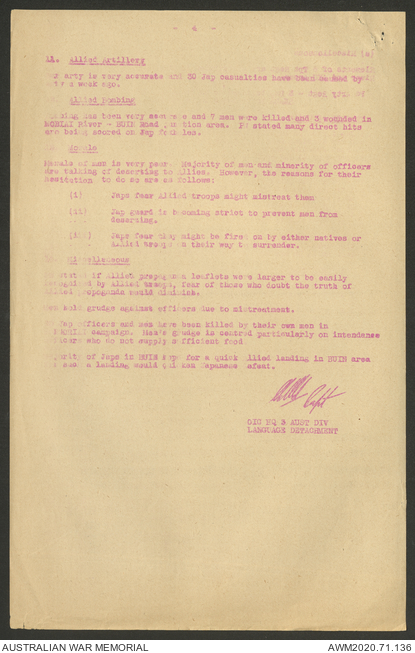 - 4 -
11. Allied Artillery
arty is very accurate and 30 Jap casualties have been caused by
a week ago.
Allied Bombing
has been very accurate and 7 men were killed and 5 wounded in
River - BUIN Road junction area. PW stated many direct hits
are being scored on Jap
Morale
Morale of men is very poor. Majority of men and minority of officers
are talking of deserting to Allies. However, the reasons for their
hesitation to do so are as follows:
(i) Japs fear Allied troops might mistreat them
(ii) Jap guard is becoming strict to prevent men from
deserting.
(iii) Japs fear they might be fired on by either natives or
Allied troops on their way to surrender.
Miscellaneous
stated if Allied propaganda leaflets were larger to be easily
recognised by Allied troops, fear of those who doubt the truth of
Allied propaganda would diminish.
hold grudge against officers due to mistreatment.
Jap officers and men have been killed by their own men in
campaign. Men's grudge is centred particularly on intendance
officers who do not supply sufficient food
Majority of Japs in BUIN hope for a quick Allied landing in BUIN area
as such a landing would quicken Japanese defeat.
Capt
DIC HQ 3 AUST DIV
LANGUAGE DETACHMENT
AUSTRALIAN WAR MEMORIAL
AWM2020.71.136